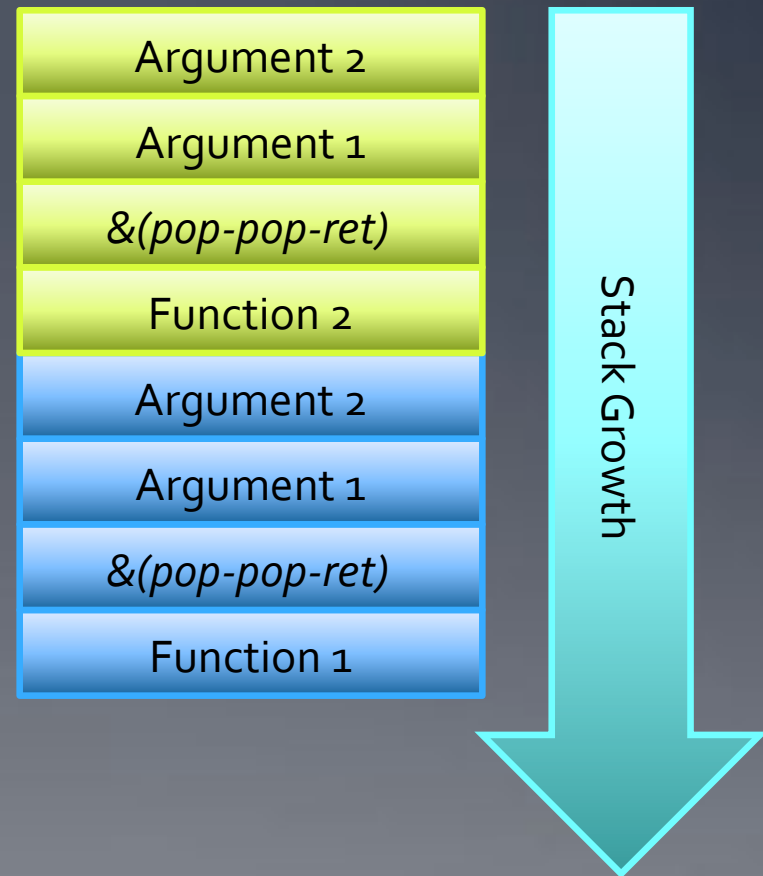 Argument 2
Argument 1
&(pop-pop-ret)
Function 2
Argument 2
Argument 1
&(pop-pop-ret)
Function 1
Stack Growth